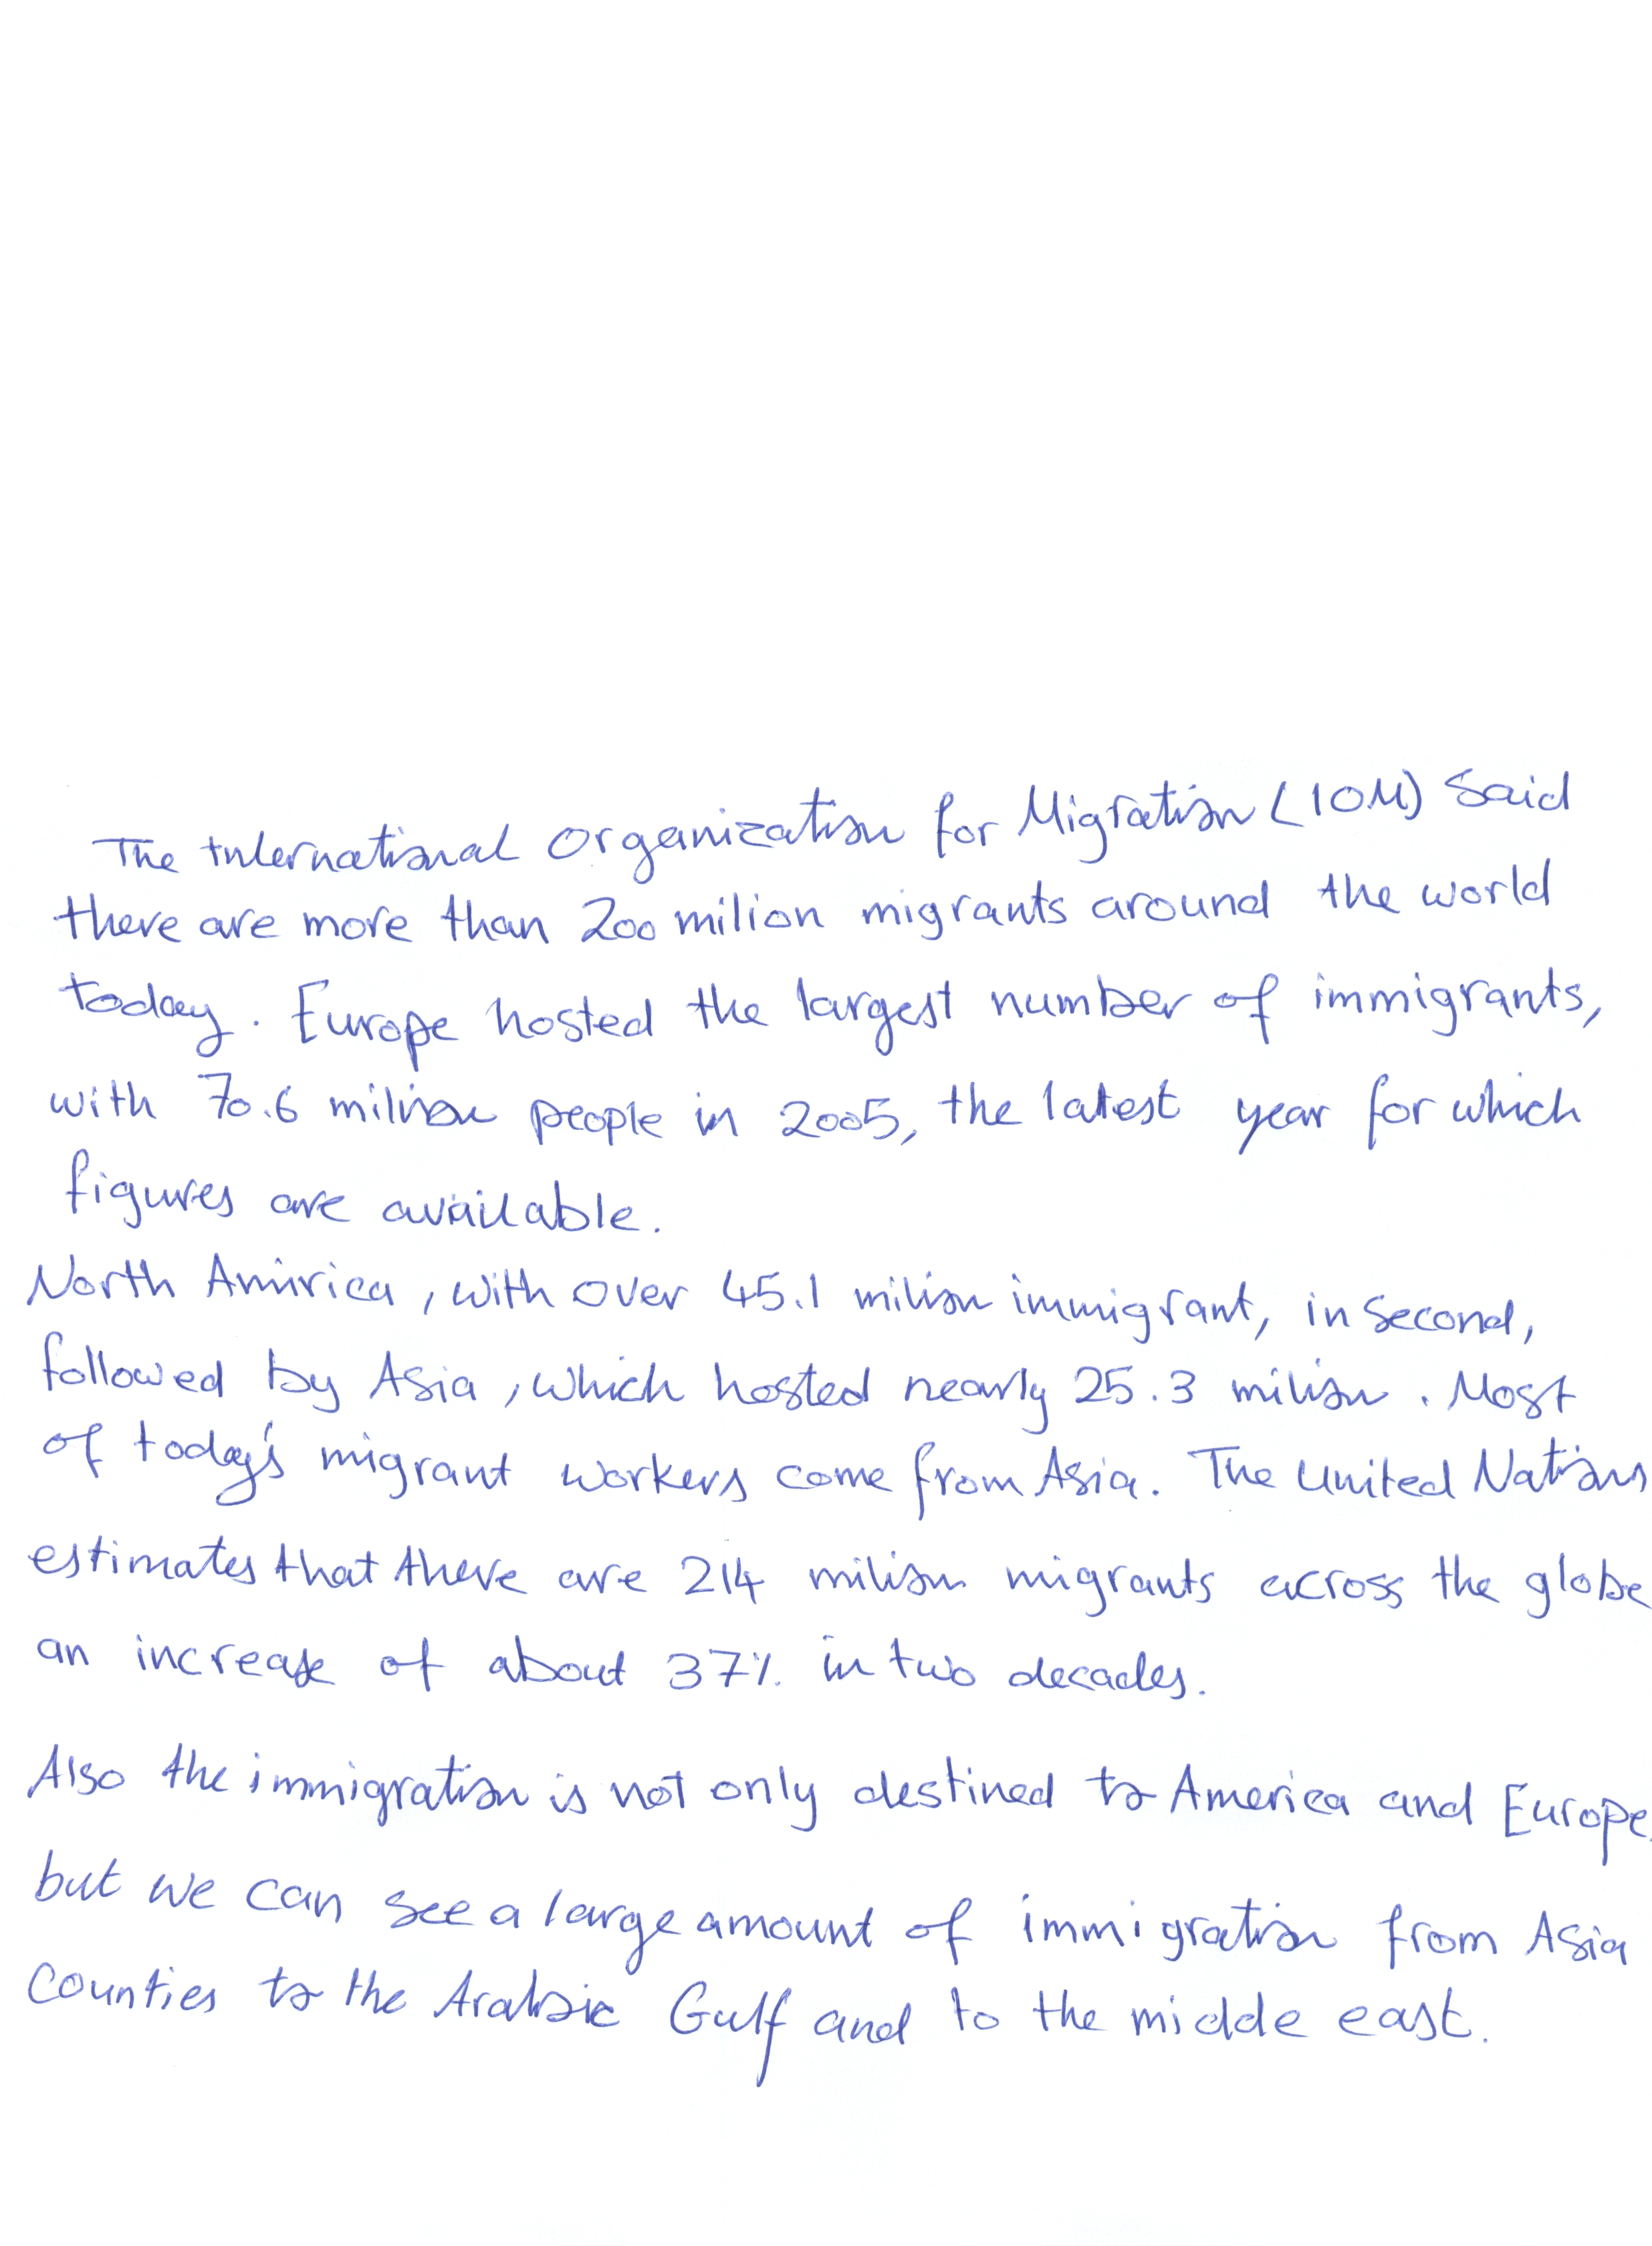 The International Organization for Migration (IOM) Said
there are more than 200 milion migrants around the world
today. Europe hosted the largest number of immigrants,
with 70.6 milion people in 2005, the latest year for which
figures are available.
North Amirica, with over 45.1 milion immigrant, in second,
followed by Asia, which hosted nearly 25.3 milion. Most
of today's migrant workers come from Asia. The United Nations
estimates that there are 214 milion migrants across the globe
an increase of about 37% in two decades.
Also the immigration is not only destined to America and Europe,
but we can see a large amount of immigration from Asia
Counties to the Arabic Gulf and to the midde east.